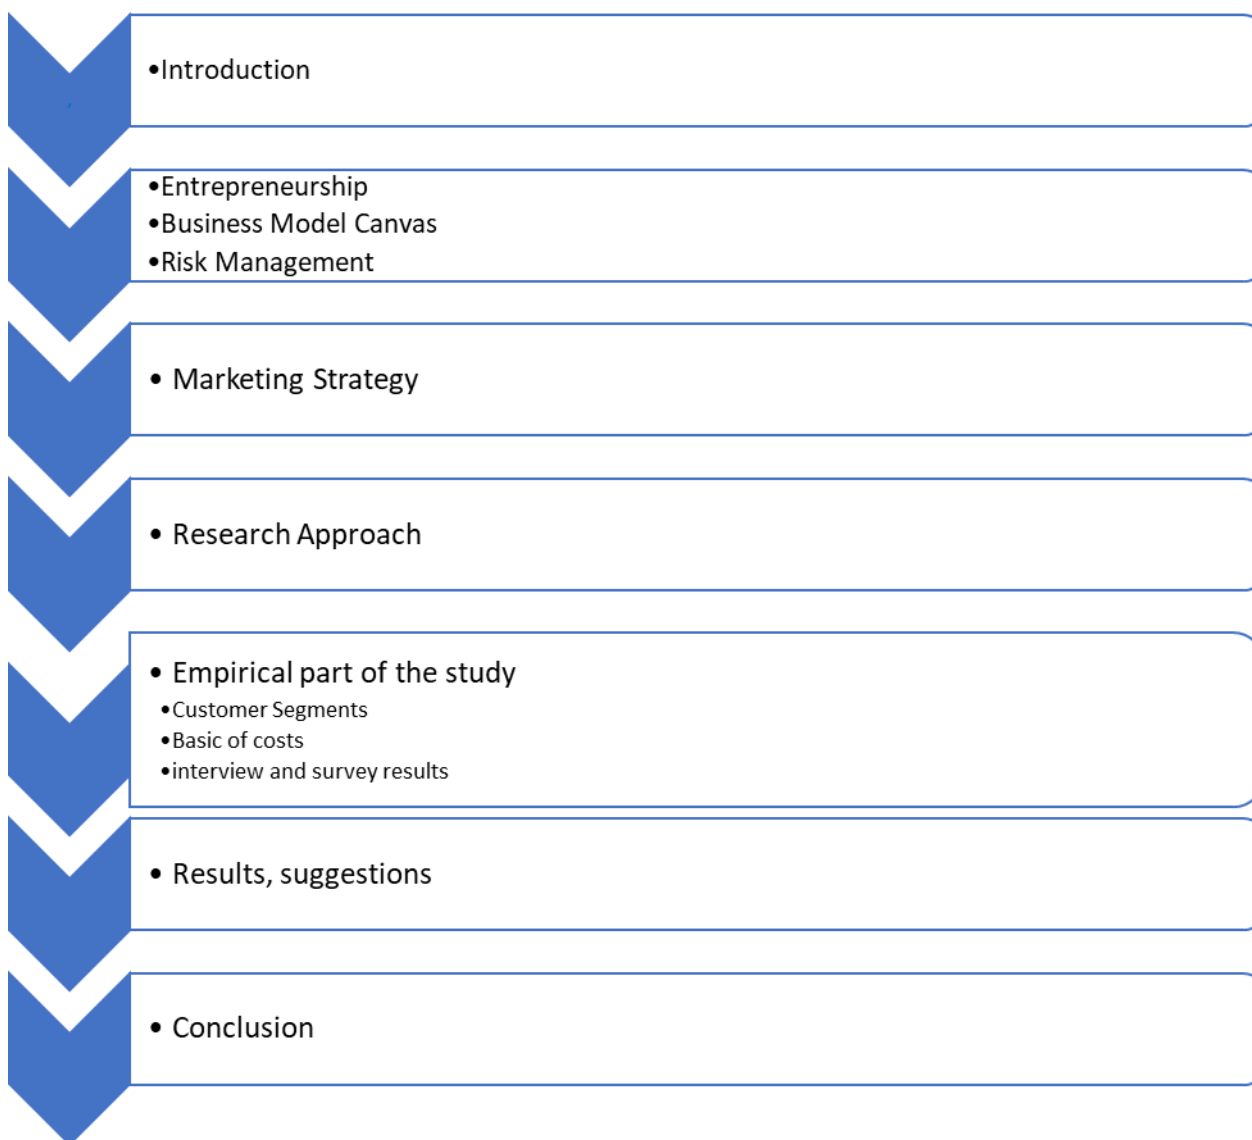 •Introduction
•Entrepreneurship
•Business Model Canvas
•Risk Management
• Marketing Strategy
• Research Approach
• Empirical part of the study
•Customer Segments
•Basic of costs
•interview and survey results
• Results, suggestions
• Conclusion